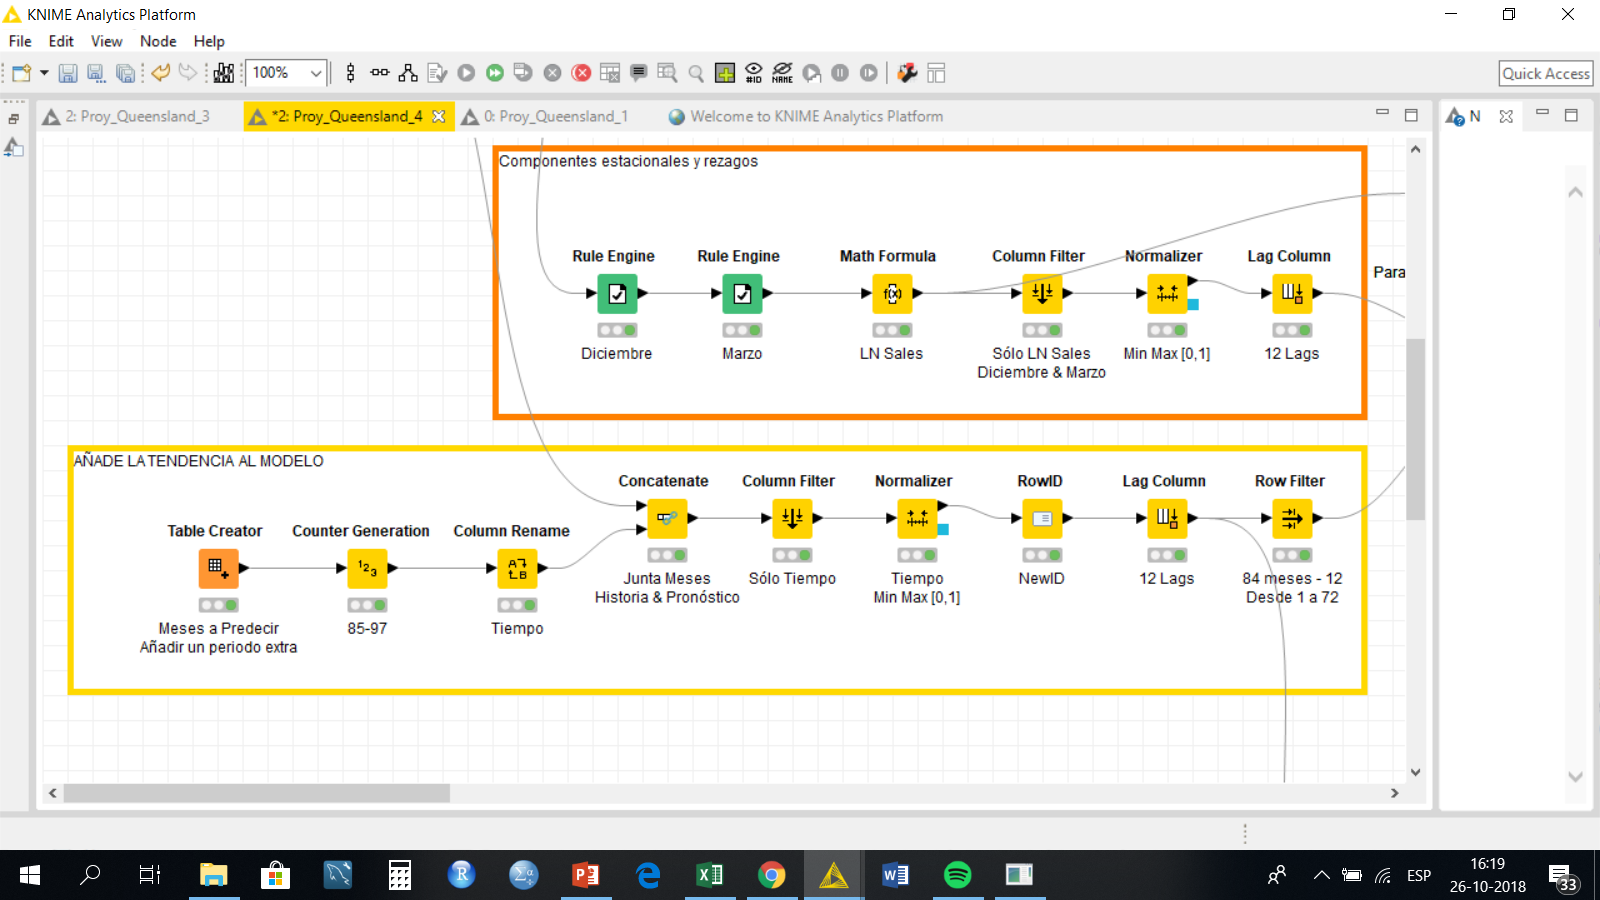 KNIME Analytics Platform
File Edit View Node Help
100%
#ID
NAME
Quick Access
2: Proy_Queensland_3
*2: Proy_Queensland_4
0: Proy_Queensland_1
Welcome to KNIME Analytics Platform
N
Componentes estacionales y rezagos
Rule Engine Rule Engine Math Formula Column Filter Normalizer Lag Column
Para
f(x)
Diciembre Marzo LN Sales Sólo LN Sales Min Max [0,1] 12 Lags
Diciembre & Marzo
AÑADE LA TENDENCIA AL MODELO
Concatenate Column Filter Normalizer RowID Lag Column Row Filter
Table Creator Counter Generation Column Rename
Junta Meses Sólo Tiempo Tiempo NewID 12 Lags 84 meses - 12
Historia & Pronóstico Min Max [0,1] Desde 1 a 72
Meses a Predecir 85-97 Tiempo
Añadir un periodo extra
ESP
16:19
26-10-2018
33